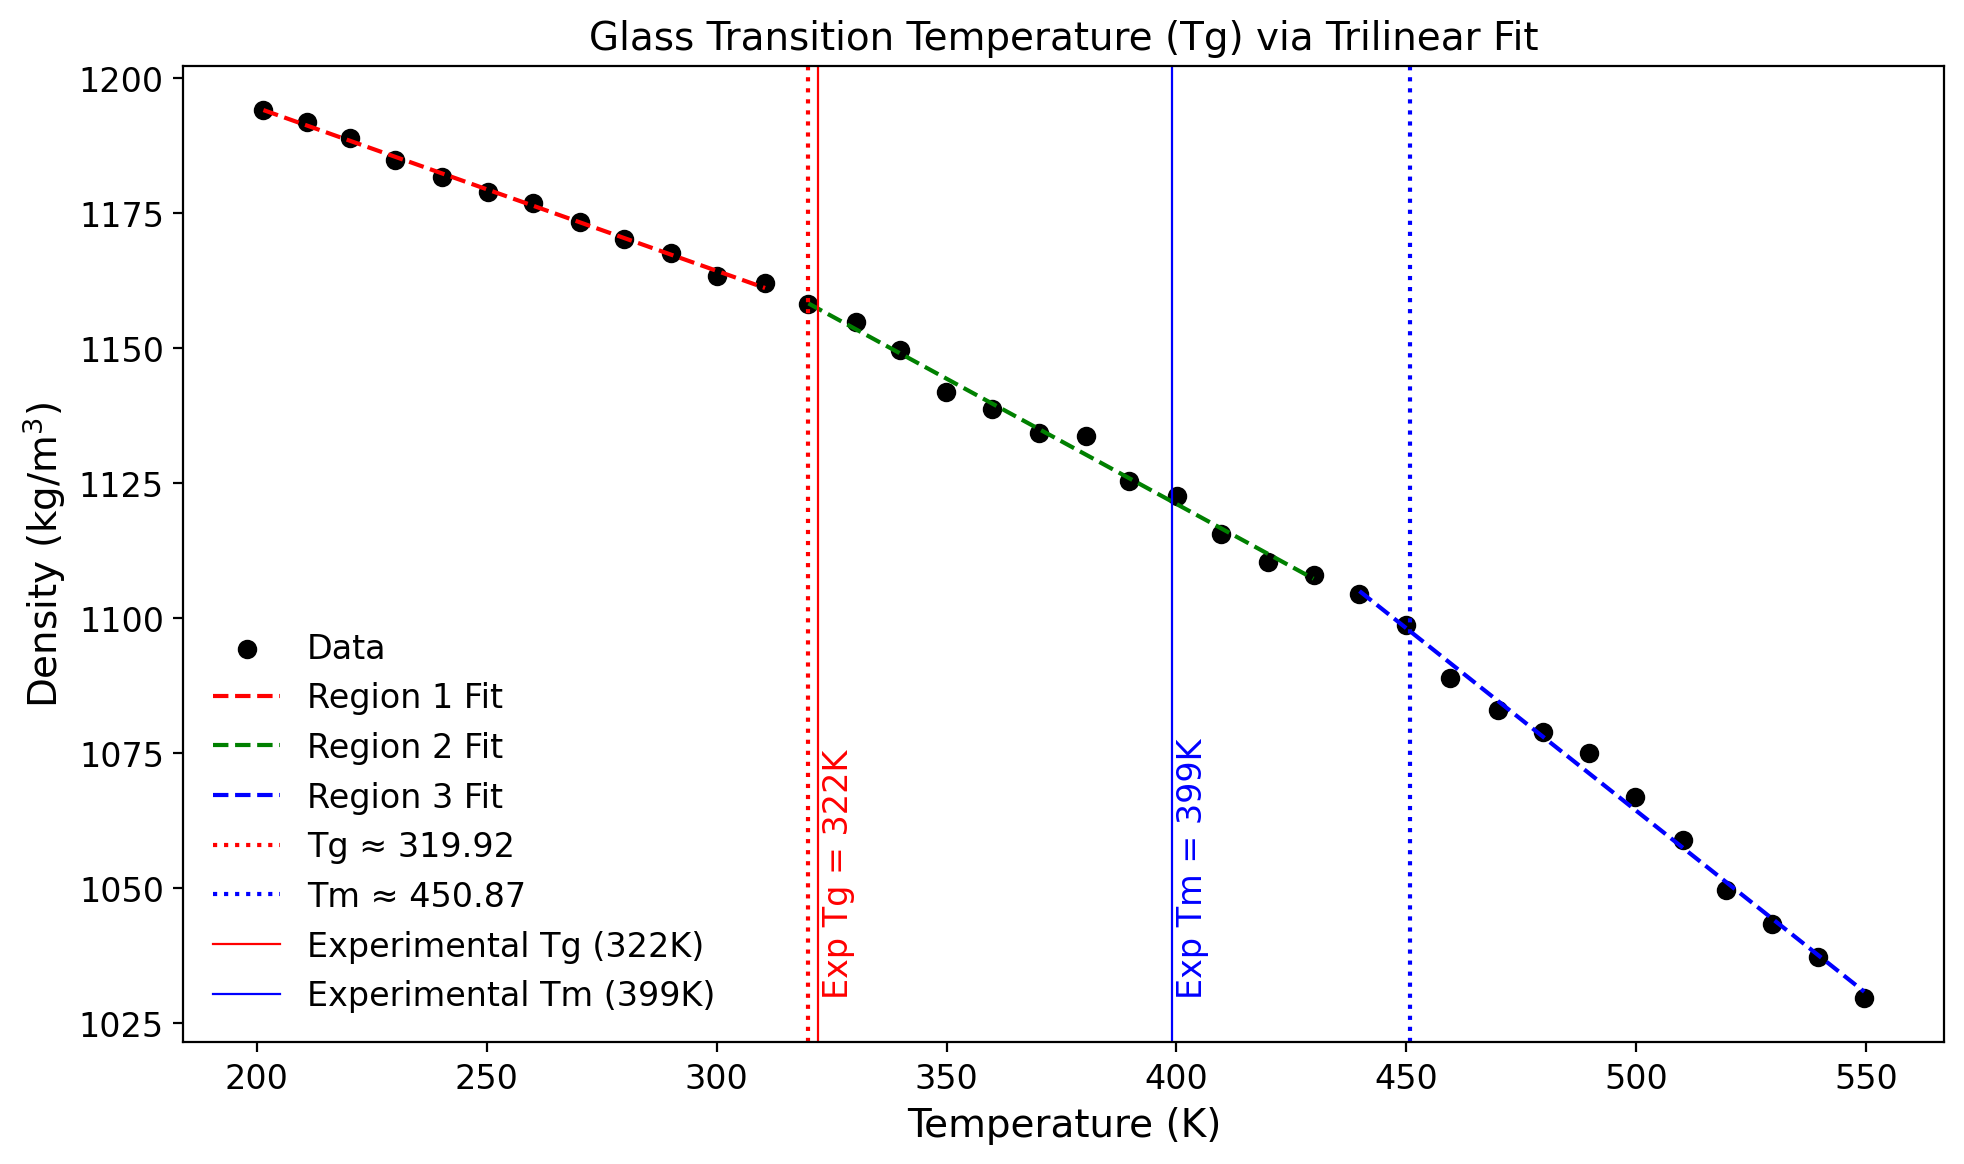 Glass Transition Temperature (Tg) via Trilinear Fit
1200
1175
1150
1125
1100
1075
1050
1025
Density (kg/m³)
Data
Region 1 Fit
Region 2 Fit
Region 3 Fit
Tg ≈ 319.92
Tm ≈ 450.87
Experimental Tg (322K)
Experimental Tm (399K)
Exp Tg = 322K
Exp Tm = 399K
200 250 300 350 400 450 500 550
Temperature (K)